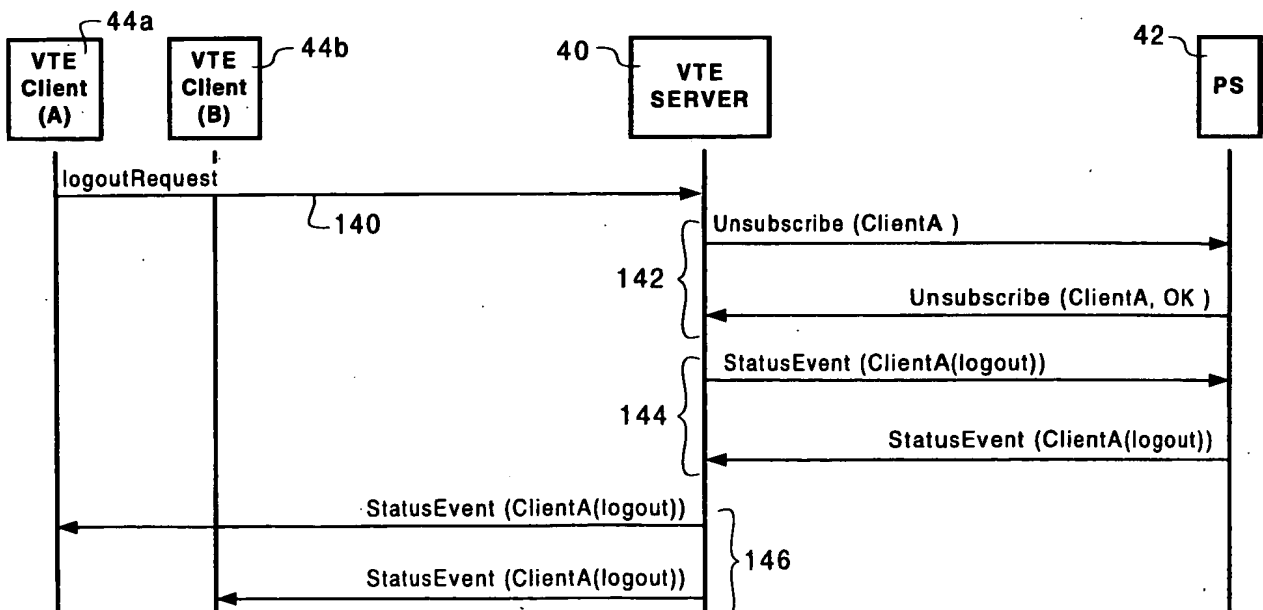 44a
VTE
Client
(A)
44b
VTE
Client
(B)
40
VTE
SERVER
42
PS
logoutRequest
140
Unsubscribe (ClientA )
142
Unsubscribe (ClientA, OK )
StatusEvent (ClientA(logout))
144
StatusEvent (ClientA(logout))
StatusEvent (ClientA(logout))
146
StatusEvent (ClientA(logout))